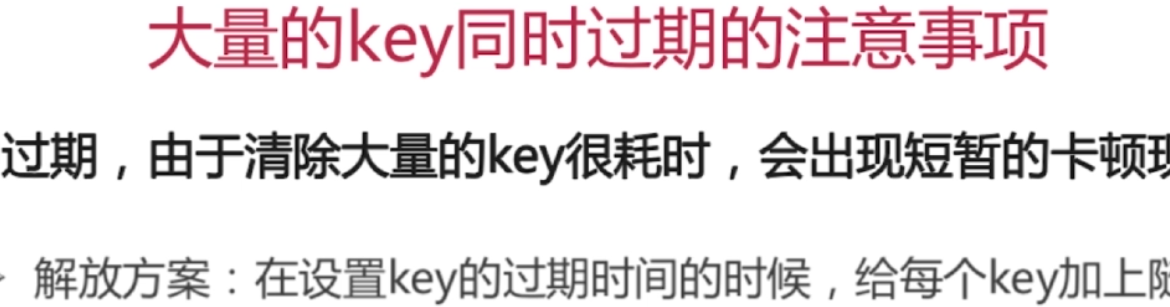 大量的key同时过期的注意事项
过期，由于清除大量的key很耗时，会出现短暂的卡顿现
解放方案：在设置key的过期时间的时候，给每个key加上随